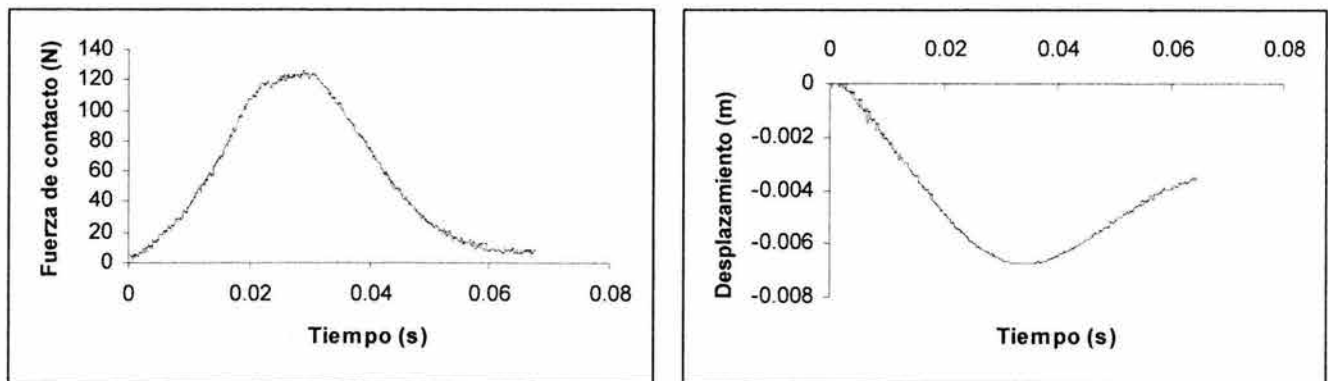 Fuerza de contacto (N)
140
120
100
80
60
40
20
0
0 0.02 0.04 0.06 0.08
Tiempo (s)
0 0.02 0.04 0.06 0.08
Desplazamiento (m)
0
-0.002
-0.004
-0.006
-0.008
Tiempo (s)